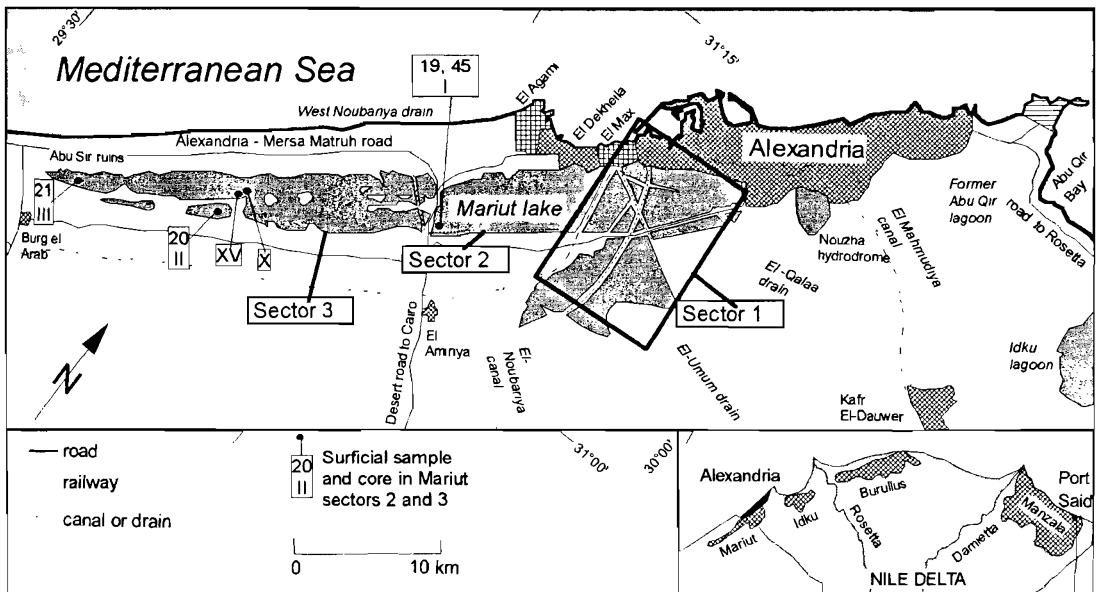 29°30'
31°15'
Mediterranean Sea
19, 45
I
El Agami
El Dekheila
El Max
West Noubariya drain
Alexandria - Mersa Matruh road
Alexandria
Abu Qir
Bay
Abu Sir ruins
21
III
Burg el
Arab
20
II
XV
X
Mariut lake
Sector 2
Sector 3
Sector 1
Former
Abu Qir
lagoon
road to Rosetta
Nouzha
hydrodrome
El Mahmudiya
canal
El-Qalaa
drain
N
Desert road to Cairo
El
Amirya
El-
Noubariya
canal
El-Umum drain
Idku
lagoon
Kafr
El-Dauwer
road
railway
canal or drain
20
II
Surficial sample
and core in Mariut
sectors 2 and 3
0 10 km
31°00'
30°00'
Alexandria
Burullus
Port
Said
Idku
Rosetta
Manzala
Damietta
Mariut
NILE DELTA